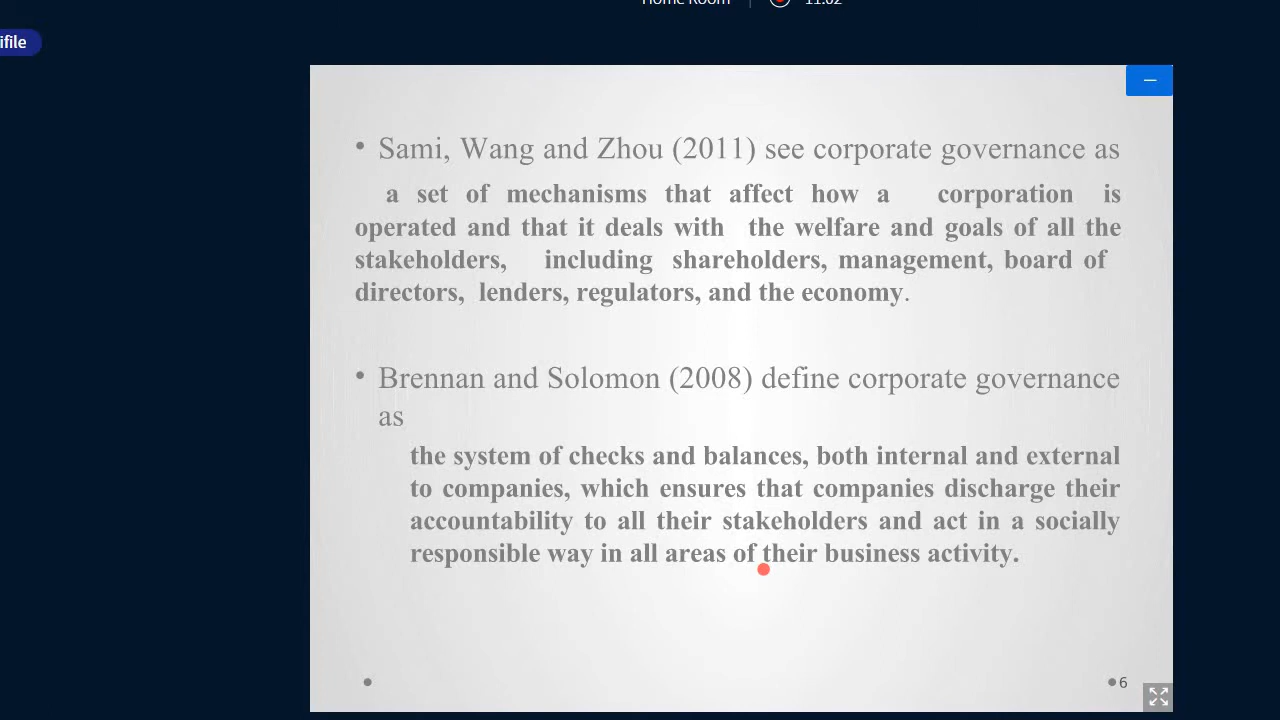 Home Room
11:02
ifile
• Sami, Wang and Zhou (2011) see corporate governance as
a set of mechanisms that affect how a corporation is
operated and that it deals with the welfare and goals of all the
stakeholders, including shareholders, management, board of
directors, lenders, regulators, and the economy.
• Brennan and Solomon (2008) define corporate governance
as
the system of checks and balances, both internal and external
to companies, which ensures that companies discharge their
accountability to all their stakeholders and act in a socially
responsible way in all areas of their business activity.
6